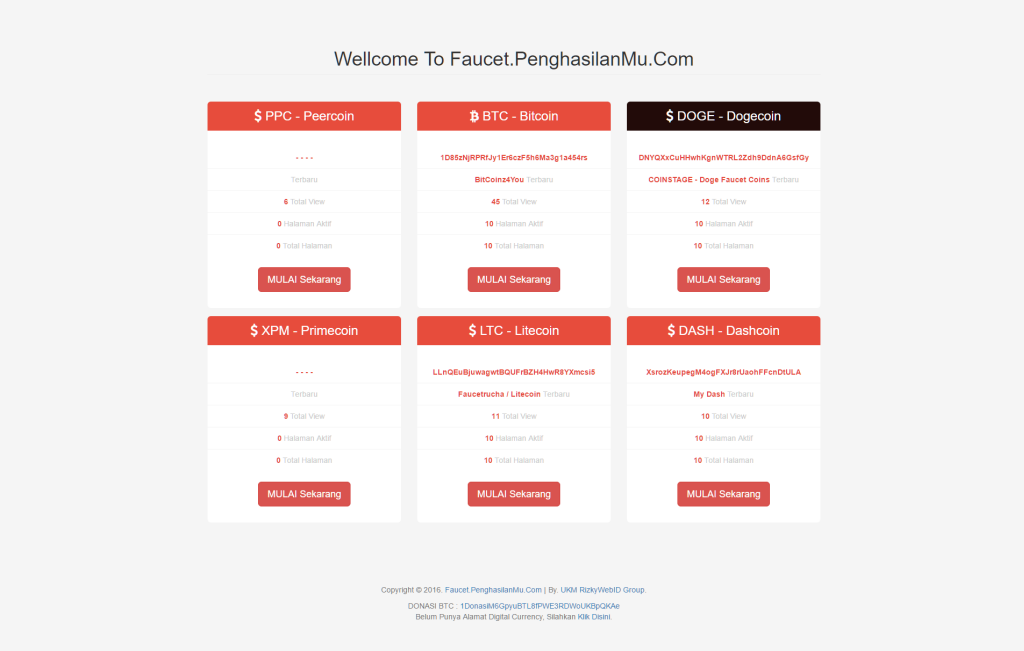 Wellcome To Faucet.PenghasilanMu.Com
$ PPC - Peercoin
- - - -
Terbaru
6 Total View
0 Halaman Aktif
0 Total Halaman
MULAI Sekarang
BTC - Bitcoin
1D85zNjRPRfJy1Er6czF5h6Ma3g1a454rs
BitCoinz4You Terbaru
45 Total View
10 Halaman Aktif
10 Total Halaman
MULAI Sekarang
$ DOGE - Dogecoin
DNYQXxCuHHwhKgnWTRL2Zdh9DdnA6GsfGy
COINSTAGE - Doge Faucet Coins Terbaru
12 Total View
10 Halaman Aktif
10 Total Halaman
MULAI Sekarang
$ XPM - Primecoin
- - - -
Terbaru
9 Total View
0 Halaman Aktif
0 Total Halaman
MULAI Sekarang
$ LTC - Litecoin
LLnQEuBjuwagwtBQUFrBZH4HwR8YXmcsi5
Faucetrucha / Litecoin Terbaru
11 Total View
10 Halaman Aktif
10 Total Halaman
MULAI Sekarang
$ DASH - Dashcoin
XsrozKeupegM4ogFXJr8rUaohFFcnDtULA
My Dash Terbaru
10 Total View
10 Halaman Aktif
10 Total Halaman
MULAI Sekarang
Copyright © 2016. Faucet.PenghasilanMu.Com | By. UKM RizkyWebID Group.
DONASI BTC : 1DonasiM6GpyuBTL8fPWE3RDWoUKBpQKAe
Belum Punya Alamat Digital Currency, Silahkan Klik Disini.